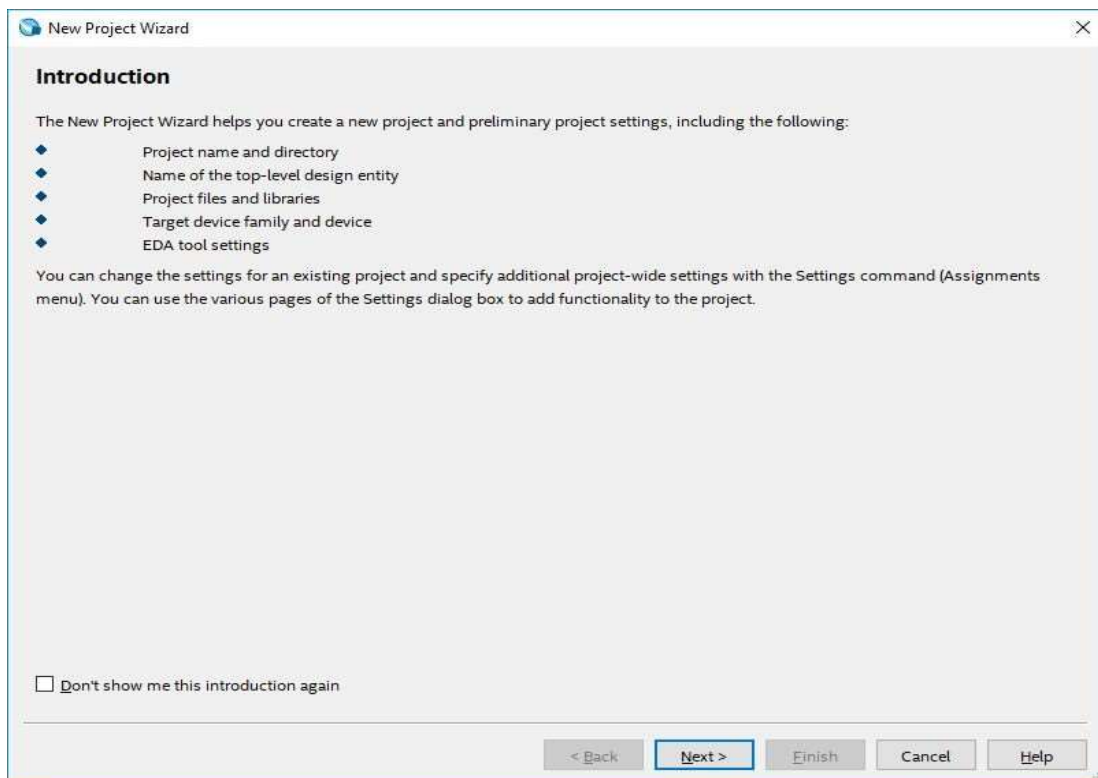 New Project Wizard
Introduction
The New Project Wizard helps you create a new project and preliminary project settings, including the following:
Project name and directory
Name of the top-level design entity
Project files and libraries
Target device family and device
EDA tool settings
You can change the settings for an existing project and specify additional project-wide settings with the Settings command (Assignments
menu). You can use the various pages of the Settings dialog box to add functionality to the project.
Don't show me this introduction again
< Back Next > Finish Cancel Help